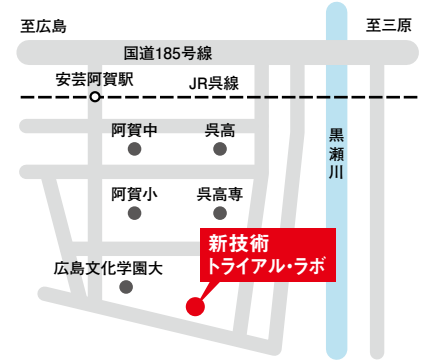 至広島
至三原
国道185号線
安芸阿賀駅
JR呉線
阿賀中
呉高
黒瀬川
阿賀小
呉高専
新技術
トライアル・ラボ
広島文化学園大